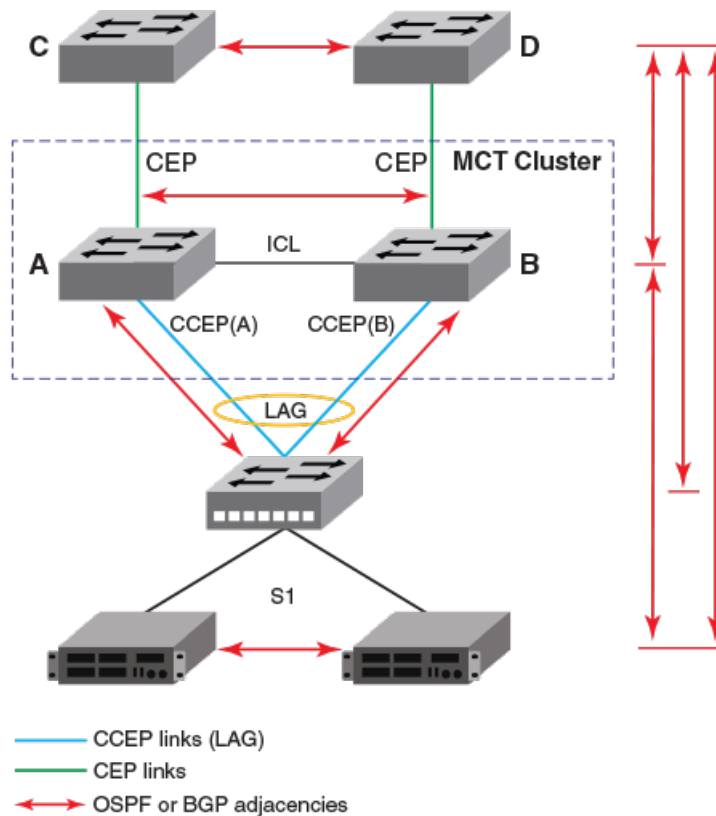 C
D
CEP
CEP
MCT Cluster
A
ICL
B
CCEP(A)
CCEP(B)
LAG
S1
CCEP links (LAG)
CEP links
OSPF or BGP adjacencies